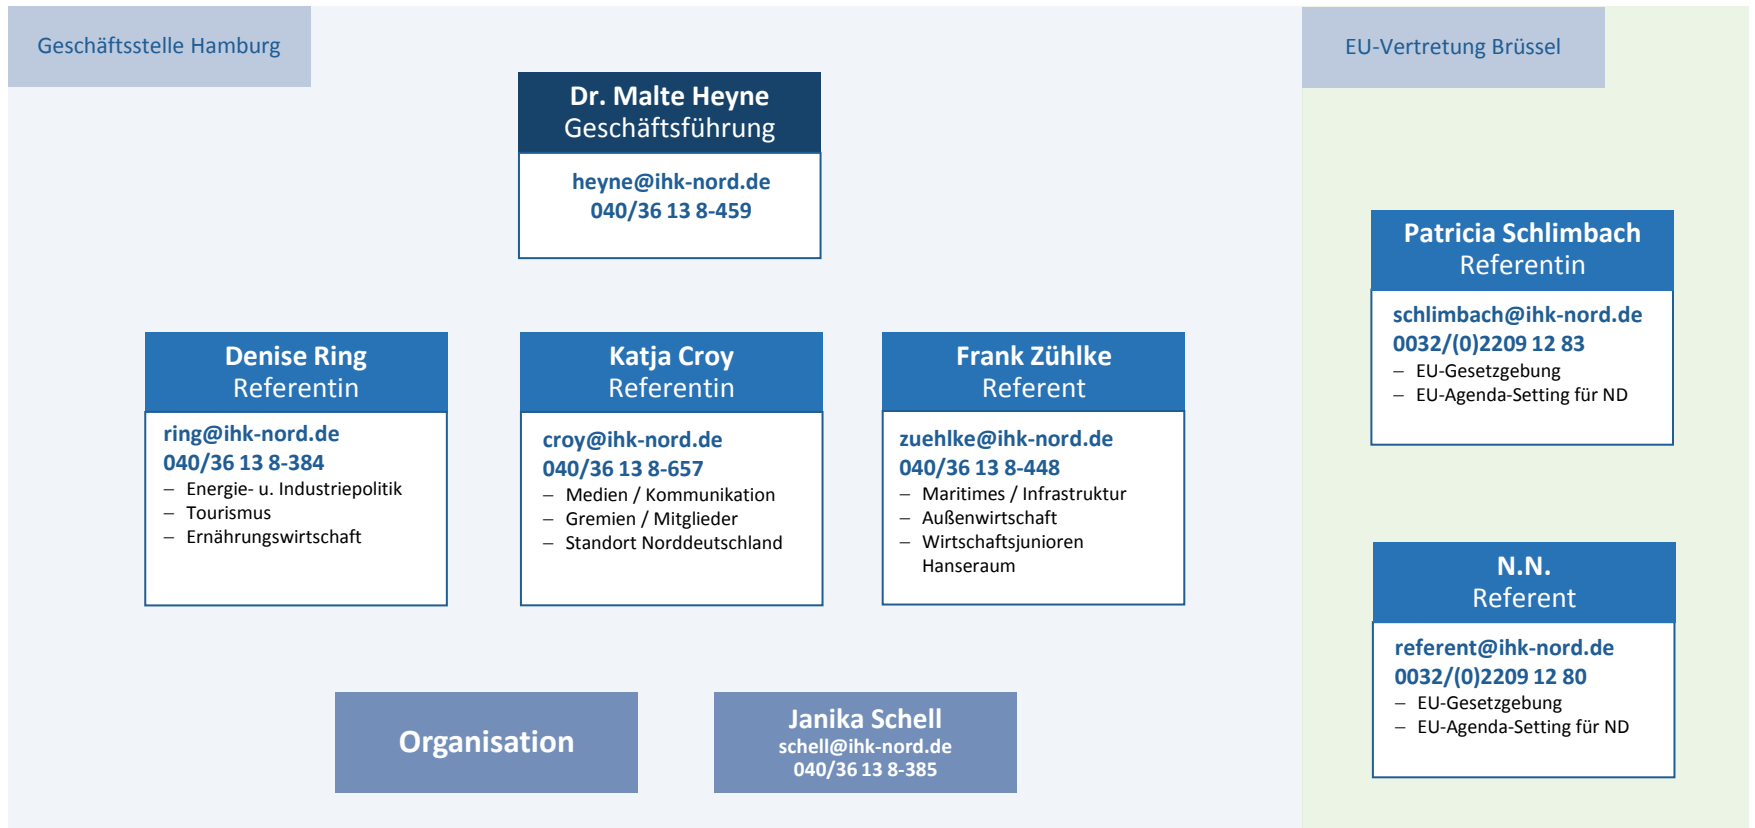 Geschäftsstelle Hamburg
Dr. Malte Heyne
Geschäftsführung
heyne@ihk-nord.de
040/36 13 8-459
Denise Ring
Referentin
ring@ihk-nord.de
040/36 13 8-384
– Energie- u. Industriepolitik
– Tourismus
– Ernährungswirtschaft
Katja Croy
Referentin
croy@ihk-nord.de
040/36 13 8-657
– Medien / Kommunikation
– Gremien / Mitglieder
– Standort Norddeutschland
Frank Zühlke
Referent
zuehlke@ihk-nord.de
040/36 13 8-448
– Maritimes / Infrastruktur
– Außenwirtschaft
– Wirtschaftsjunioren
Hanseraum
Organisation
Janika Schell
schell@ihk-nord.de
040/36 13 8-385
EU-Vertretung Brüssel
Patricia Schlimbach
Referentin
schlimbach@ihk-nord.de
0032/(0)2209 12 83
– EU-Gesetzgebung
– EU-Agenda-Setting für ND
N.N.
Referent
referent@ihk-nord.de
0032/(0)2209 12 80
– EU-Gesetzgebung
– EU-Agenda-Setting für ND